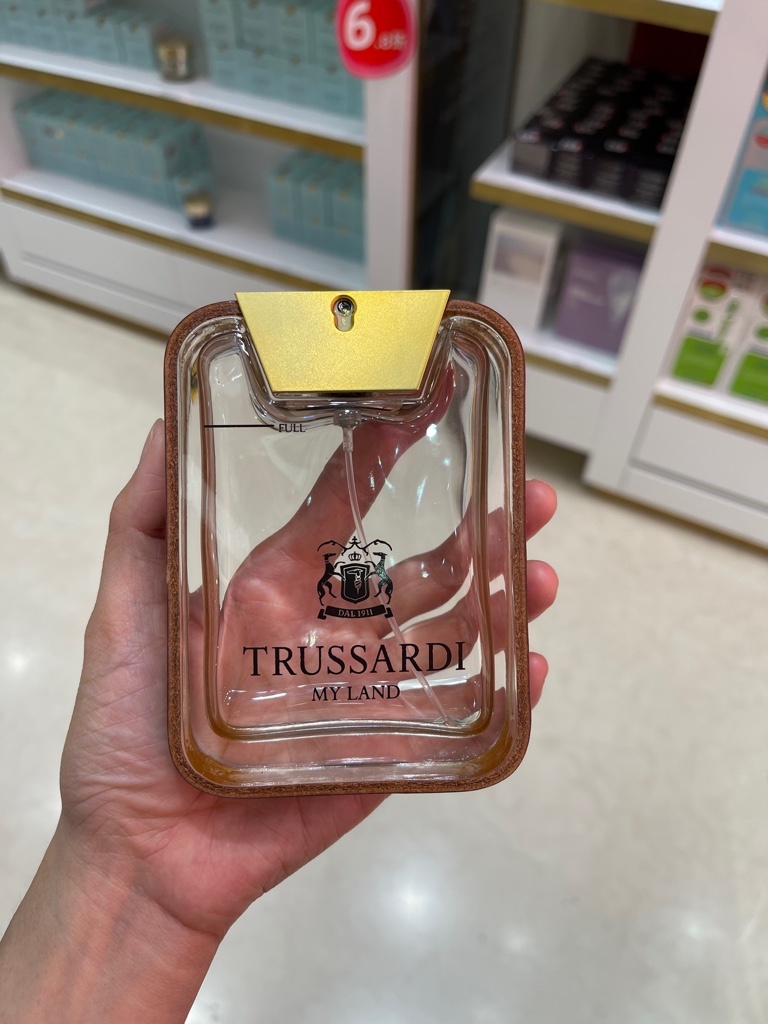 6
FULL
DAL 1911
TRUSSARDI
MY LAND